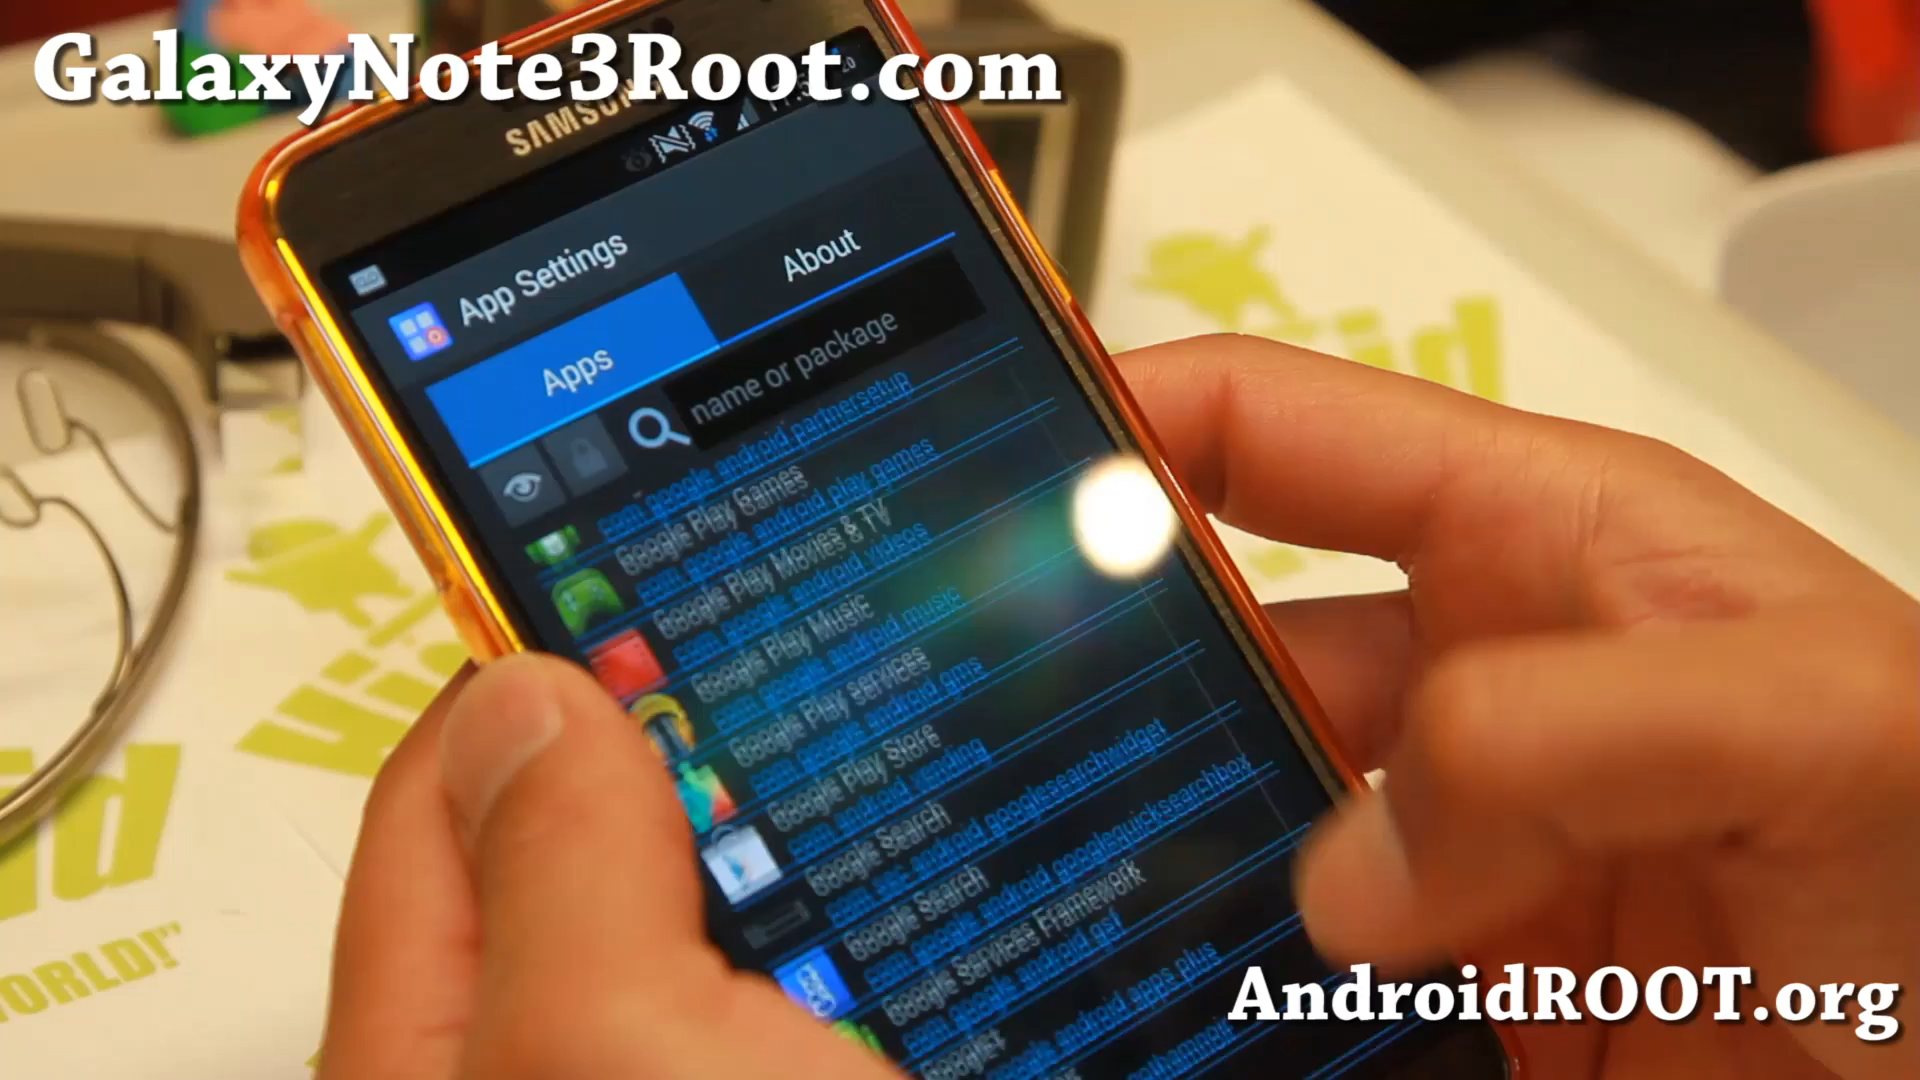 GalaxyNote3Root.com
SAMSUNG
App Settings
Apps
About
name or package
com.google.android.partnersetup
Google Play Games
com.google.android.play.games
Google Play Movies & TV
com.google.android.videos
Google Play Music
com.google.android.music
Google Play services
com.google.android.gms
Google Play Store
com.android.vending
Google Search
com.sec.android.googlesearchwidget
Google Search
com.google.android.googlequicksearchbox
Google Services Framework
com.google.android.gsf
google.android.apps.plus
WORLD!"
AndroidROOT.org